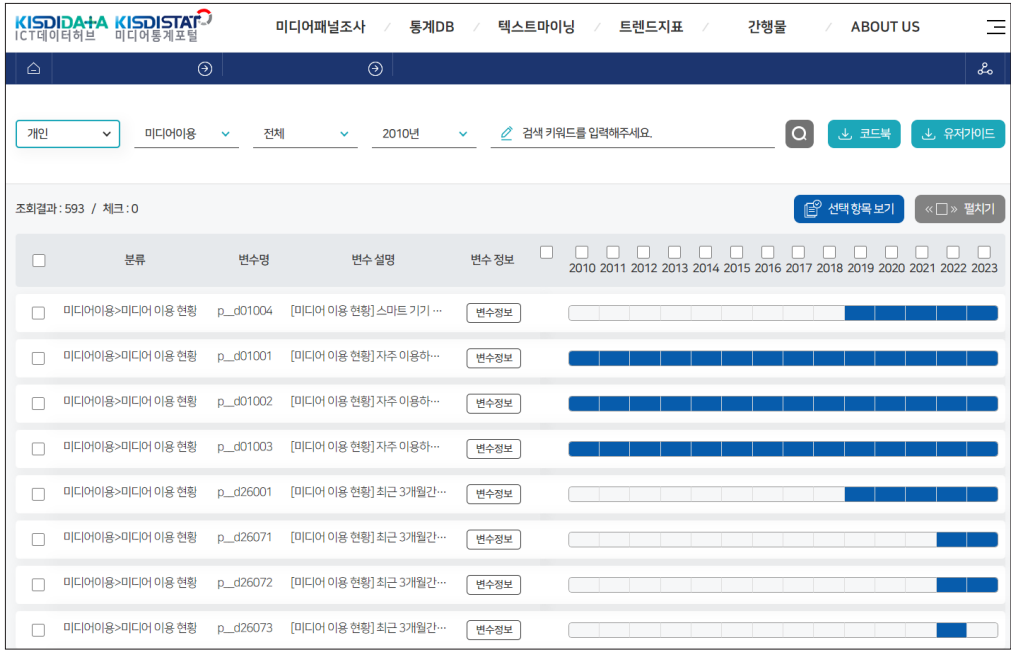 KISDIDATA KISDISTAT
ICT데이터허브 미디어통계포털
미디어패널조사 / 통계DB / 텍스트마이닝 / 트렌드지표 / 간행물 / ABOUT US
개인 미디어이용 전체 2010년 검색 키워드를 입력해주세요. 코드북 유저가이드
조회결과 : 593 / 체크 : 0 선택 항목 보기 «□» 펼치기
분류 변수명 변수 설명 변수 정보 2010 2011 2012 2013 2014 2015 2016 2017 2018 2019 2020 2021 2022 2023
미디어이용>미디어 이용 현황 p__d01004 [미디어 이용 현황] 스마트 기기 ··· 변수정보
미디어이용>미디어 이용 현황 p__d01001 [미디어 이용 현황] 자주 이용하··· 변수정보
미디어이용>미디어 이용 현황 p__d01002 [미디어 이용 현황] 자주 이용하··· 변수정보
미디어이용>미디어 이용 현황 p__d01003 [미디어 이용 현황] 자주 이용하··· 변수정보
미디어이용>미디어 이용 현황 p__d26001 [미디어 이용 현황] 최근 3개월간··· 변수정보
미디어이용>미디어 이용 현황 p__d26071 [미디어 이용 현황] 최근 3개월간··· 변수정보
미디어이용>미디어 이용 현황 p__d26072 [미디어 이용 현황] 최근 3개월간··· 변수정보
미디어이용>미디어 이용 현황 p__d26073 [미디어 이용 현황] 최근 3개월간··· 변수정보